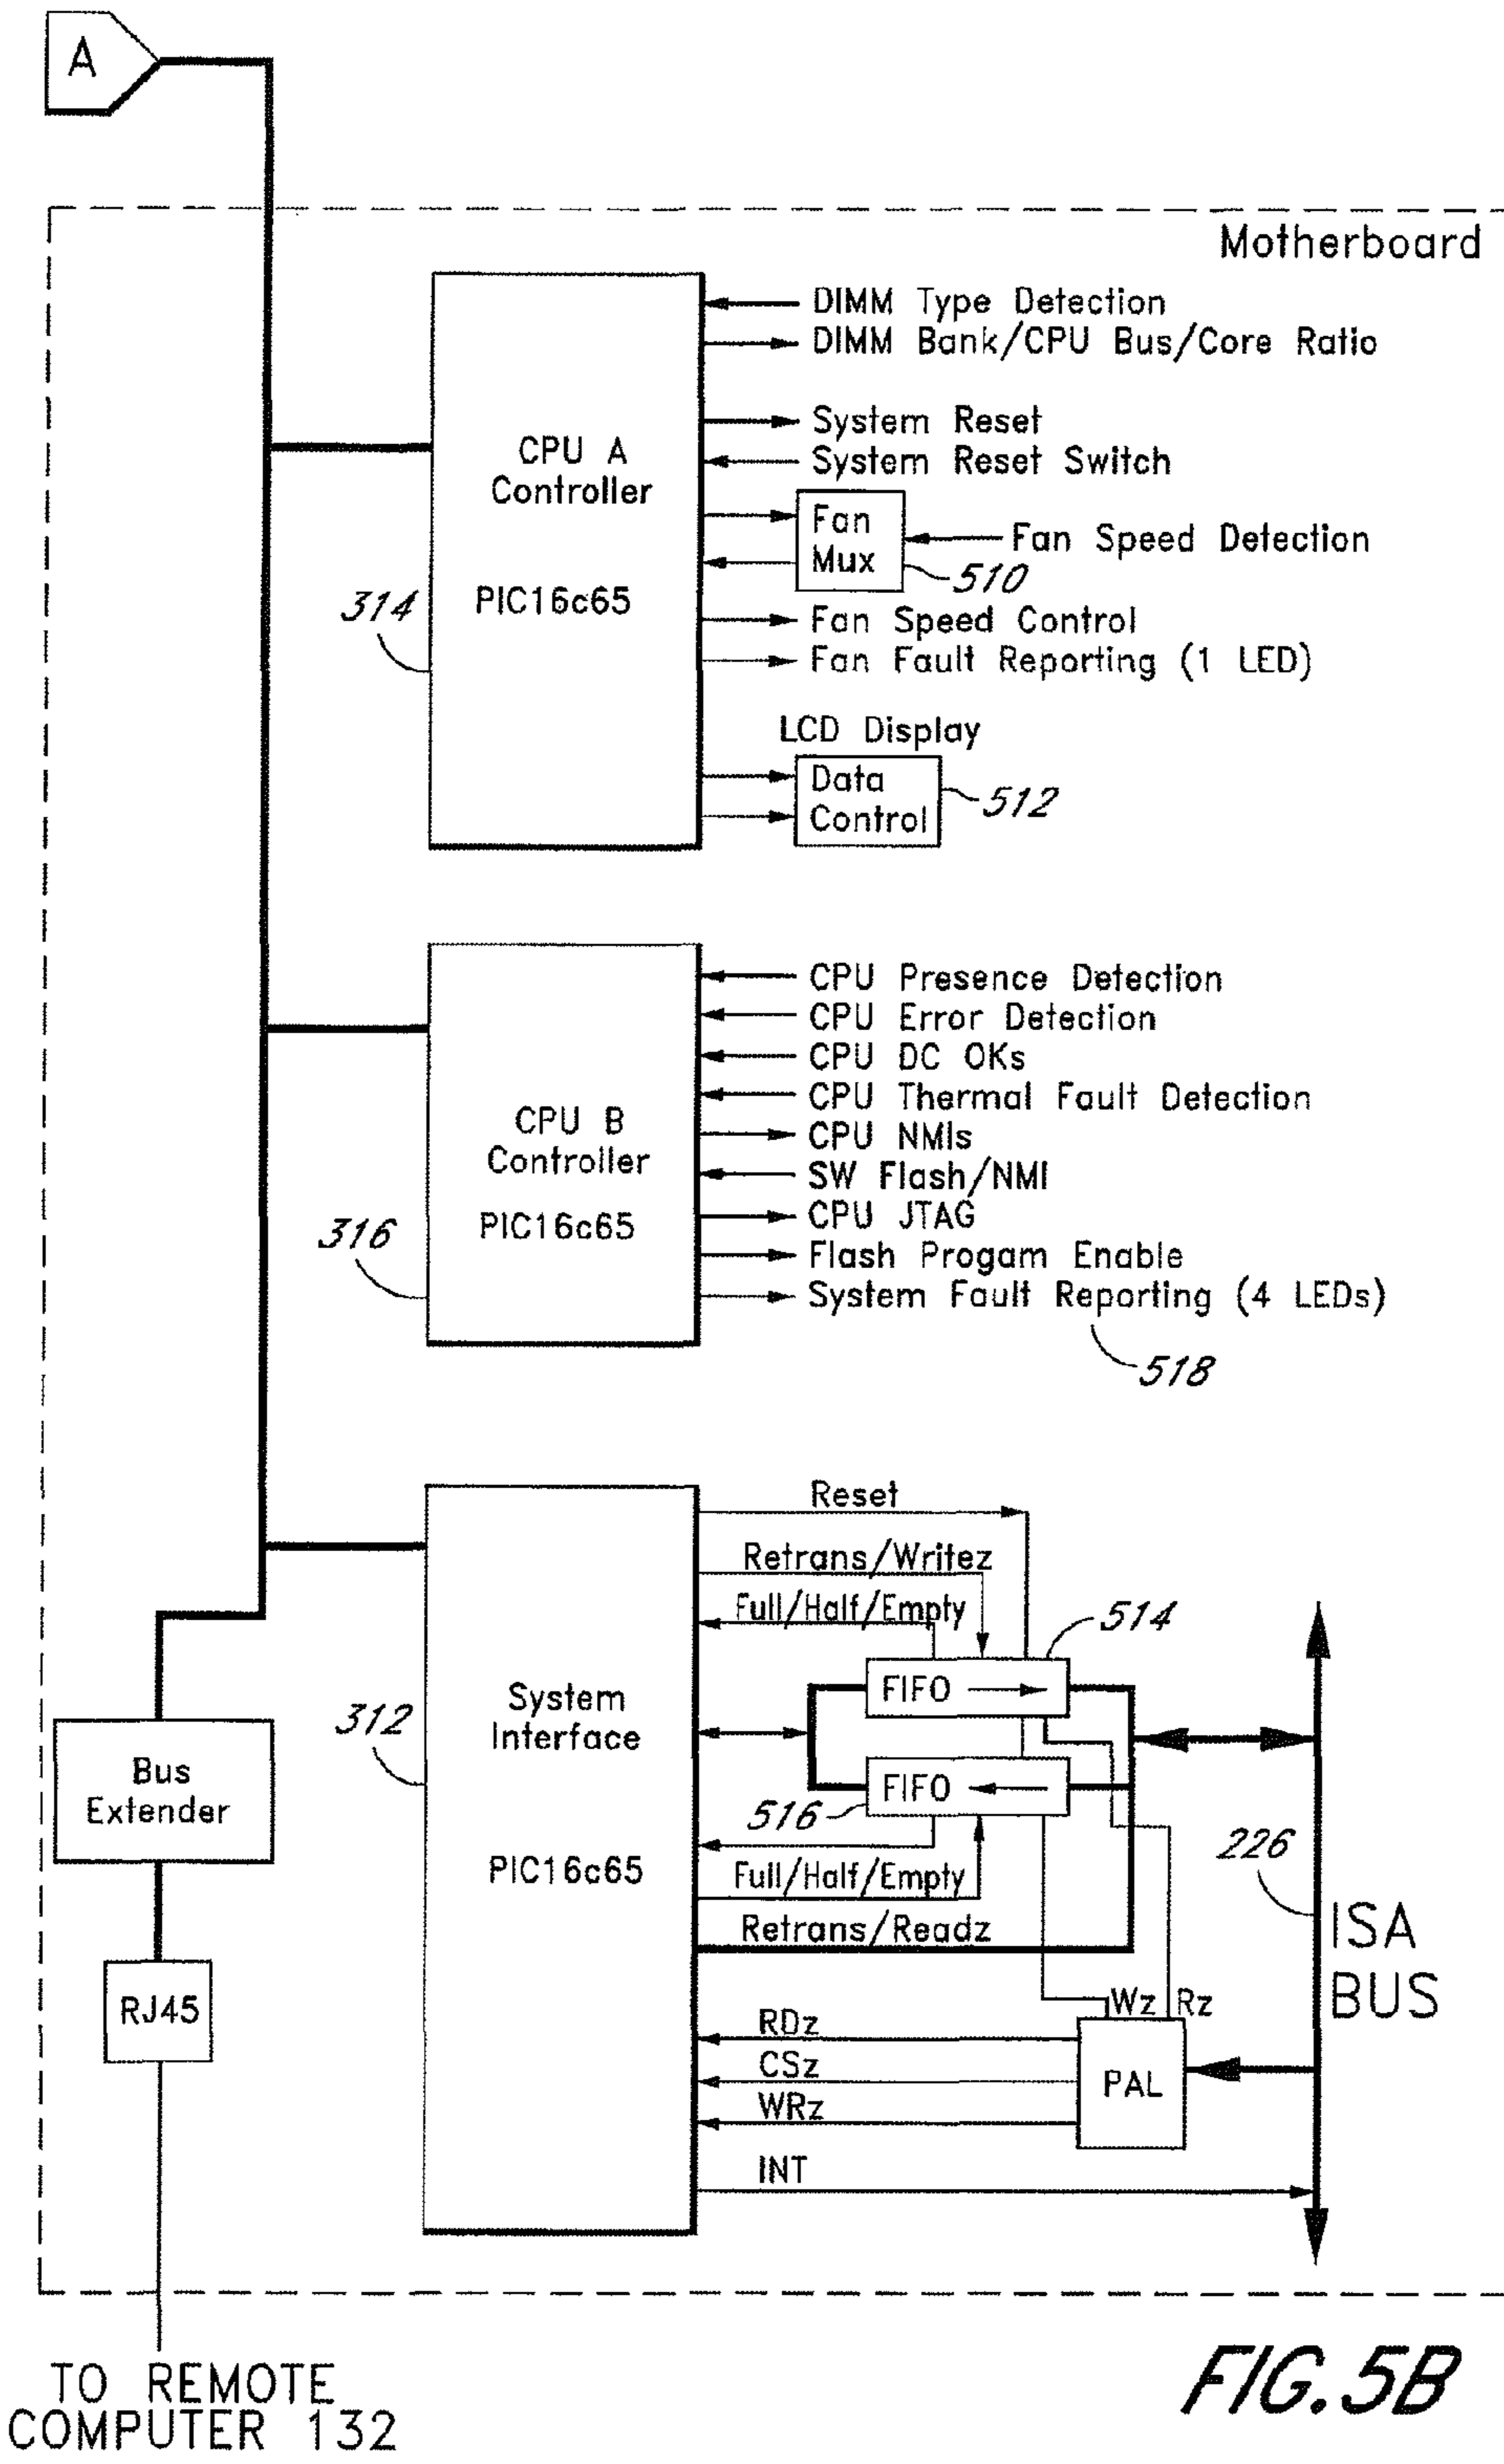 A
Motherboard
DIMM Type Detection
DIMM Bank/CPU Bus/Core Ratio
System Reset
System Reset Switch
CPU A
Controller
PIC16c65
314
Fan
Mux
Fan Speed Detection
510
Fan Speed Control
Fan Fault Reporting (1 LED)
LCD Display
Data
Control
512
CPU Presence Detection
CPU Error Detection
CPU DC OKs
CPU Thermal Fault Detection
CPU NMIs
SW Flash/NMI
CPU JTAG
Flash Progam Enable
System Fault Reporting (4 LEDs)
518
CPU B
Controller
PIC16c65
316
Reset
Retrans/Writez
Full/Half/Empty
514
FIFO
System
Interface
312
FIFO
516
PIC16c65
Full/Half/Empty
Retrans/Readz
Bus
Extender
RJ45
226
ISA
BUS
Wz Rz
RDz
CSz
WRz
PAL
INT
TO REMOTE
COMPUTER 132
FIG. 5B